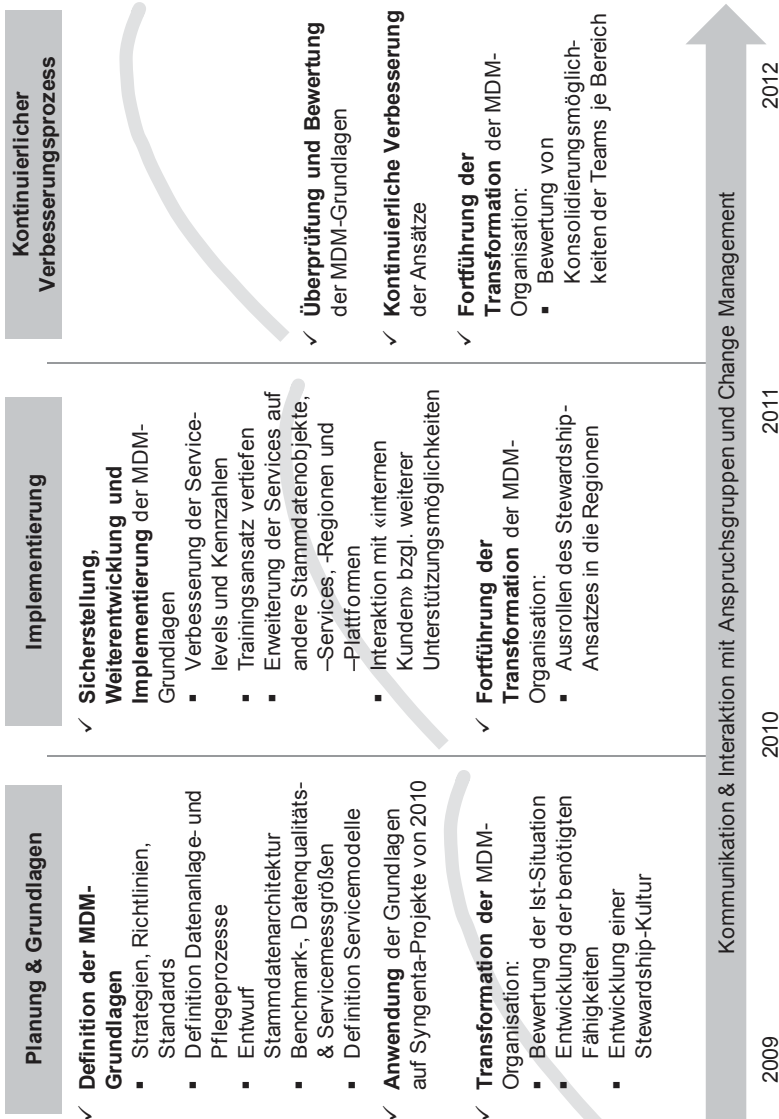 Planung & Grundlagen
✓ Definition der MDM-
Grundlagen
▪ Strategien, Richtlinien,
Standards
▪ Definition Datenanlage- und
Pflegeprozesse
▪ Entwurf
Stammdatenarchitektur
▪ Benchmark-, Datenqualitäts-
& Servicemessgrößen
▪ Definition Servicemodelle
✓ Anwendung der Grundlagen
auf Syngenta-Projekte von 2010
✓ Transformation der MDM-
Organisation:
▪ Bewertung der Ist-Situation
▪ Entwicklung der benötigten
Fähigkeiten
▪ Entwicklung einer
Stewardship-Kultur
Implementierung
✓ Sicherstellung,
Weiterentwicklung und
Implementierung der MDM-
Grundlagen
▪ Verbesserung der Service-
levels und Kennzahlen
▪ Trainingsansatz vertiefen
▪ Erweiterung der Services auf
andere Stammdatenobjekte,
–Services, -Regionen und
–Plattformen
▪ Interaktion mit «internen
Kunden» bzgl. weiterer
Unterstützungsmöglichkeiten
✓ Fortführung der
Transformation der MDM-
Organisation:
▪ Ausrollen des Stewardship-
Ansatzes in die Regionen
Kontinuierlicher
Verbesserungsprozess
✓ Überprüfung und Bewertung
der MDM-Grundlagen
✓ Kontinuierliche Verbesserung
der Ansätze
✓ Fortführung der
Transformation der MDM-
Organisation:
▪ Bewertung von
Konsolidierungsmöglich-
keiten der Teams je Bereich
Kommunikation & Interaktion mit Anspruchsgruppen und Change Management
2009
2010
2011
2012